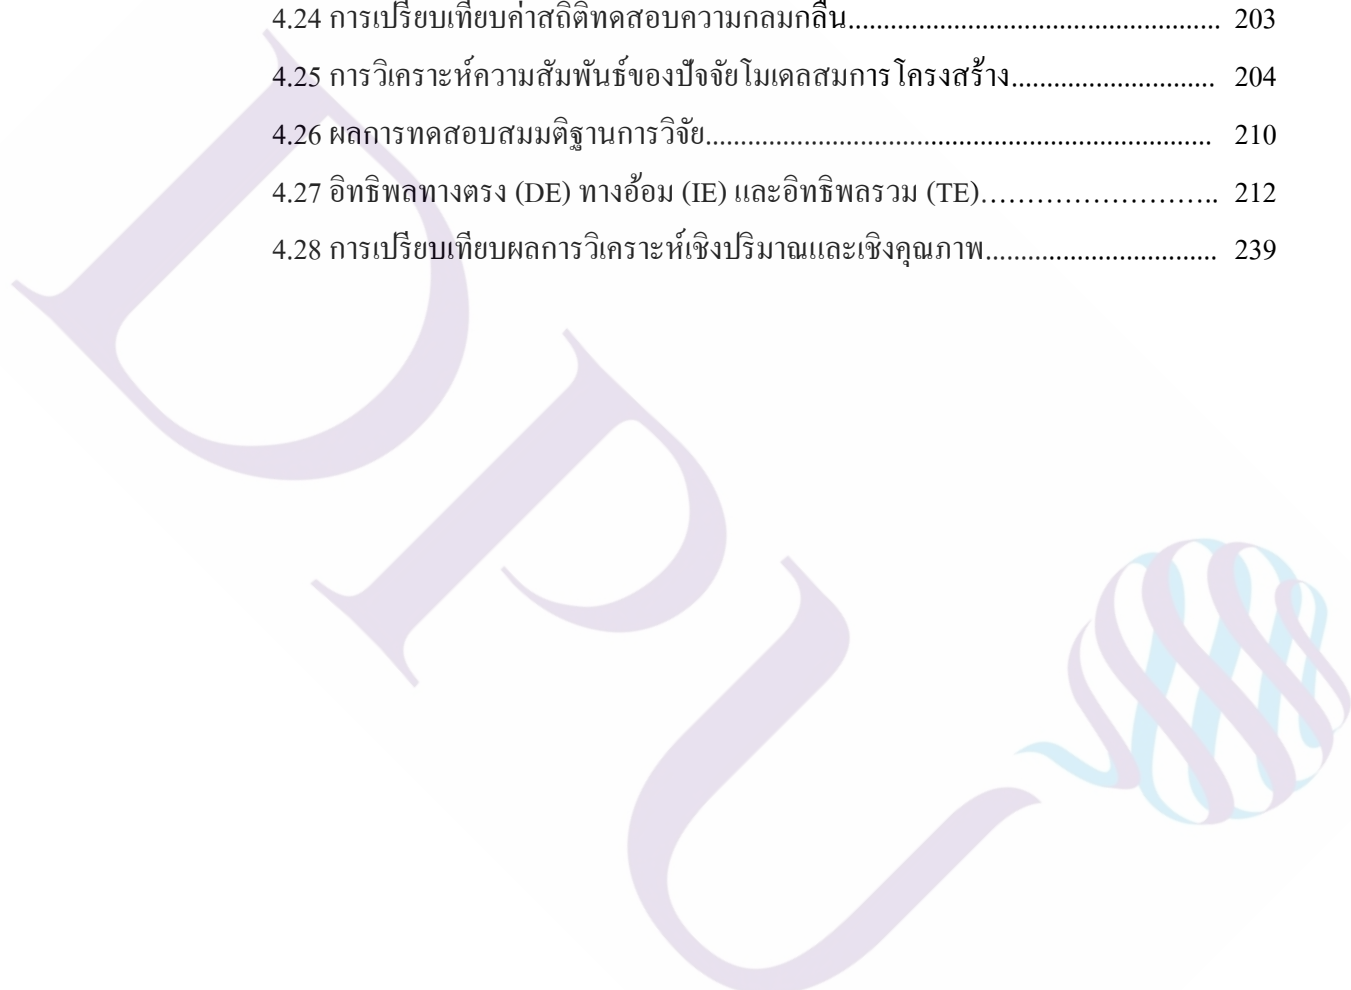 4.24 การเปรียบเทียบค่าสถิติทดสอบความกลมกลืน..................................................... 203
4.25 การวิเคราะห์ความสัมพันธ์ของปัจจัยโมเดลสมการโครงสร้าง............................. 204
4.26 ผลการทดสอบสมมติฐานการวิจัย........................................................................ 210
4.27 อิทธิพลทางตรง (DE) ทางอ้อม (IE) และอิทธิพลรวม (TE)…………………….. 212
4.28 การเปรียบเทียบผลการวิเคราะห์เชิงปริมาณและเชิงคุณภาพ................................. 239
DPU